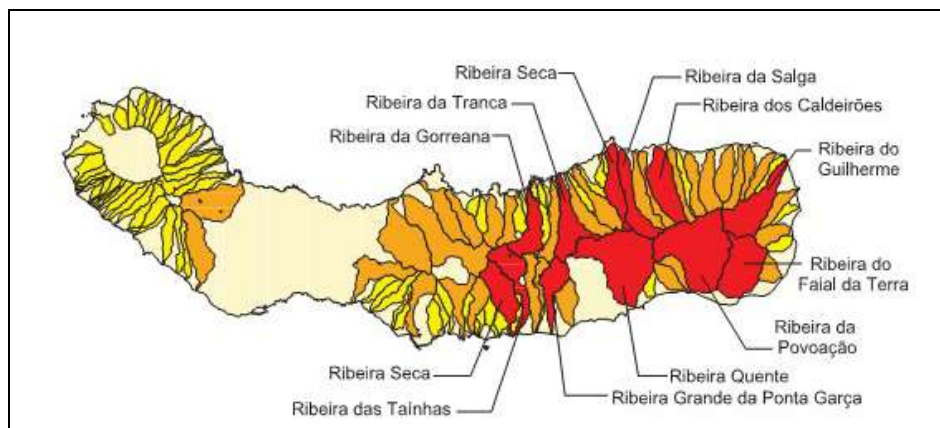 Ribeira Seca
Ribeira da Salga
Ribeira da Tranca
Ribeira dos Caldeirões
Ribeira da Gorreana
Ribeira do
Guilherme
Ribeira do
Faial da Terra
Ribeira da
Povoação
Ribeira Seca
Ribeira Quente
Ribeira das Taínhas
Ribeira Grande da Ponta Garça